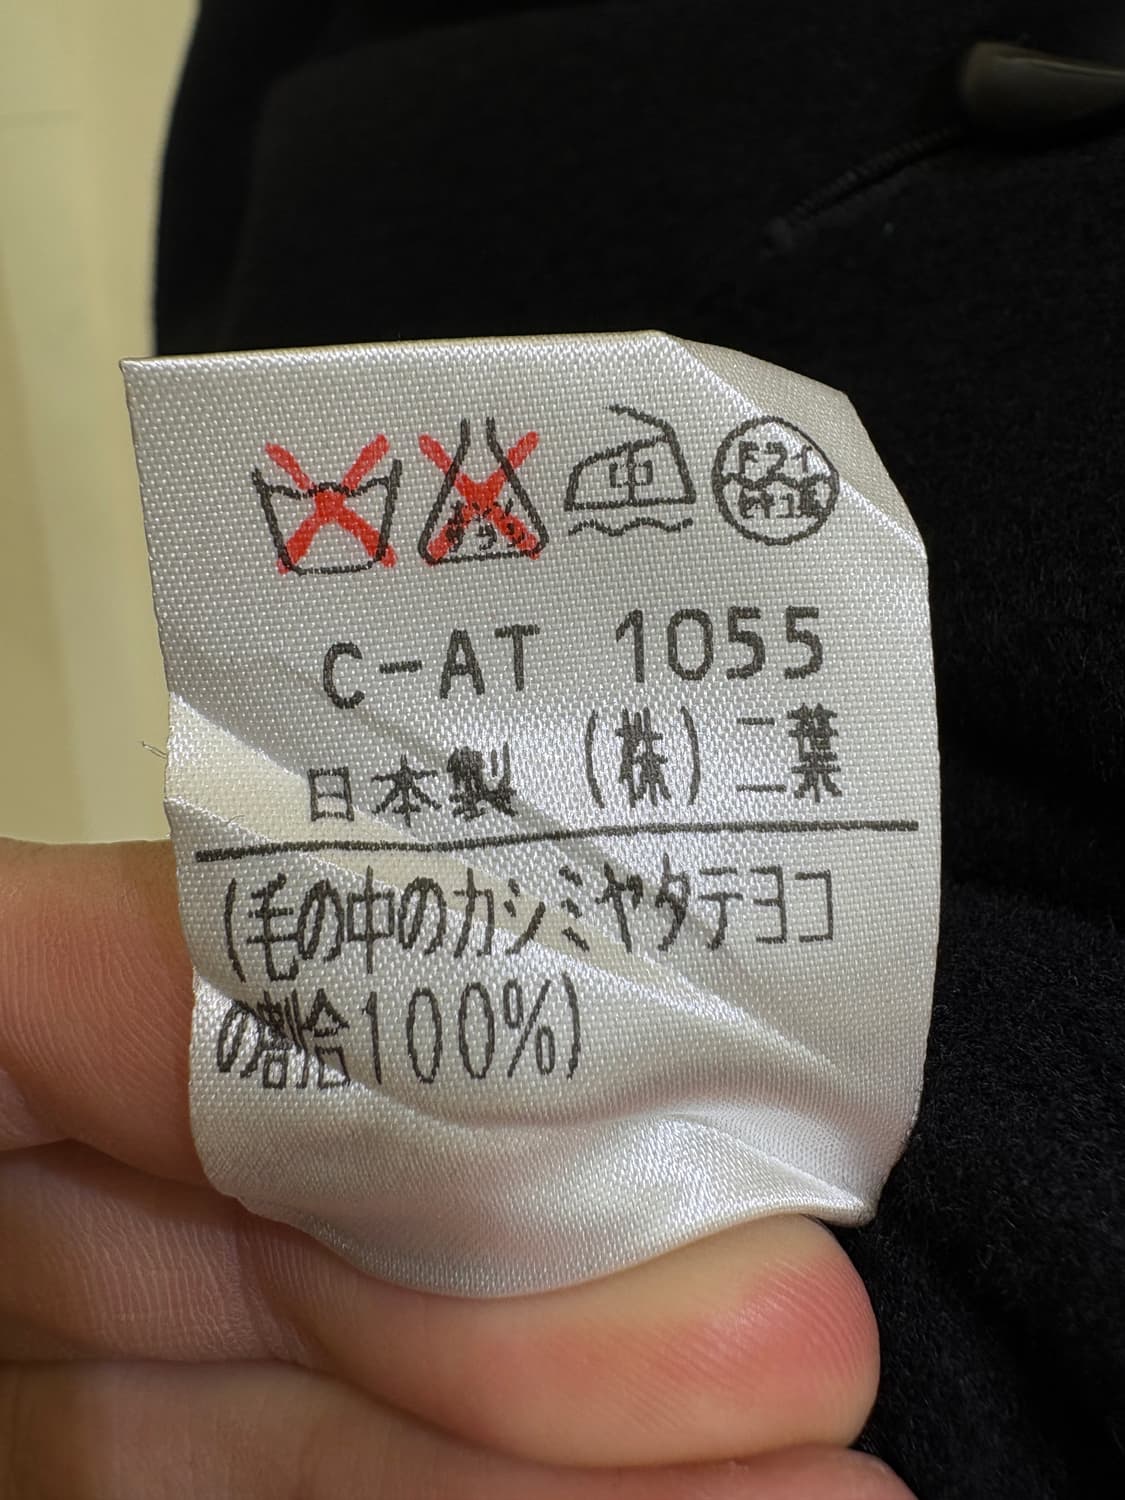 中
C-AT 1055
日本製 (株)二葉
(毛の中のカシミヤタテヨコ
の割合100%)